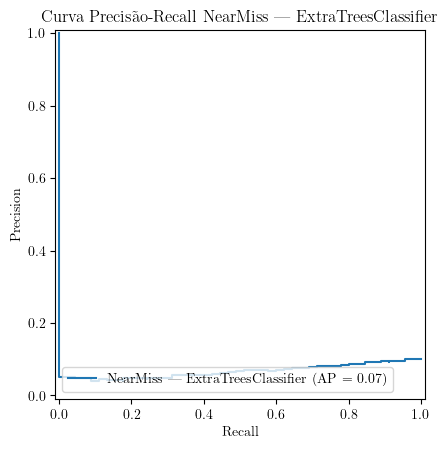 Curva Precisão-Recall NearMiss — ExtraTreesClassifier
1.0
0.8
0.6
0.4
0.2
0.0
Precision
NearMiss — ExtraTreesClassifier (AP = 0.07)
0.0 0.2 0.4 0.6 0.8 1.0
Recall